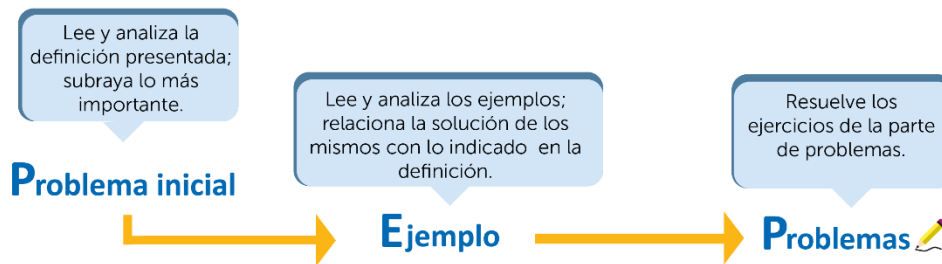 Lee y analiza la
definición presentada;
subraya lo más
importante.
Problema inicial
Lee y analiza los ejemplos;
relaciona la solución de los
mismos con lo indicado en la
definición.
Ejemplo
Resuelve los
ejercicios de la parte
de problemas.
Problemas